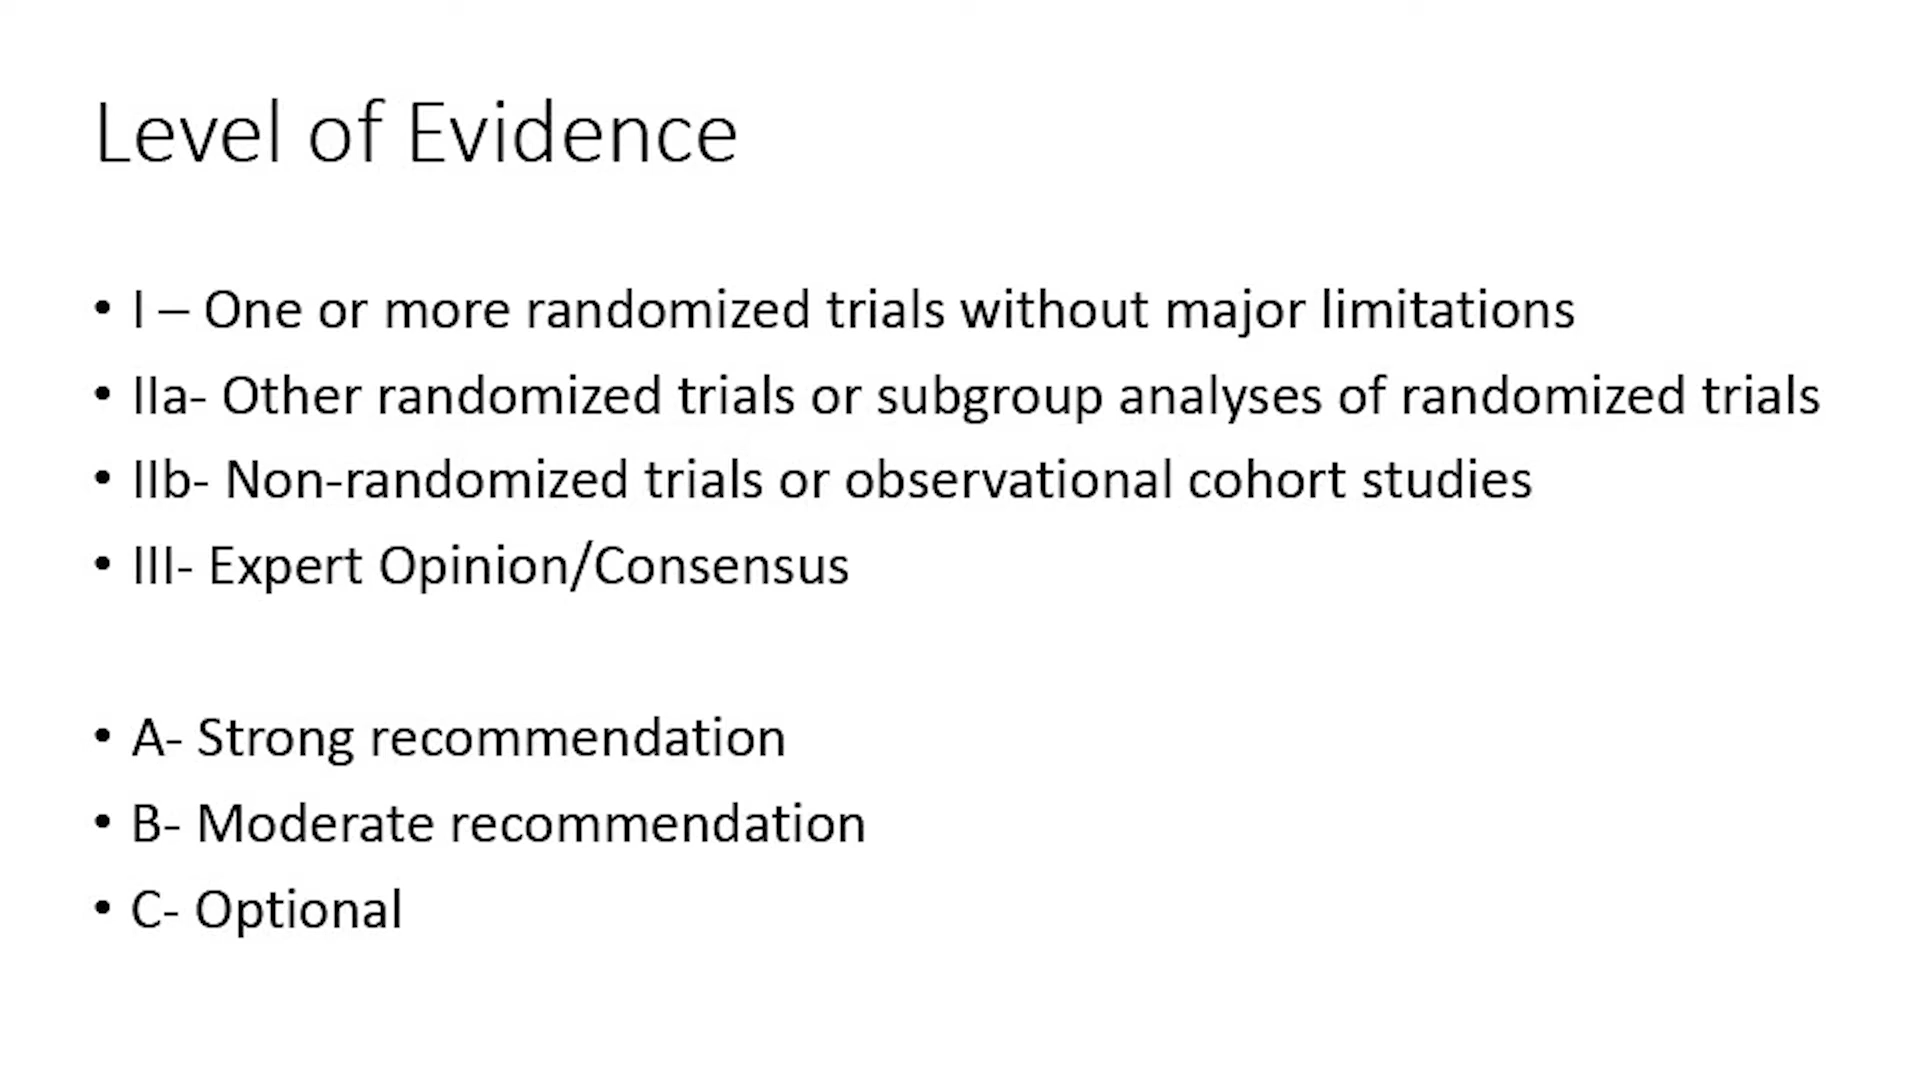 Level of Evidence
• I – One or more randomized trials without major limitations
• IIa- Other randomized trials or subgroup analyses of randomized trials
• IIb- Non-randomized trials or observational cohort studies
• III- Expert Opinion/Consensus
• A- Strong recommendation
• B- Moderate recommendation
• C- Optional